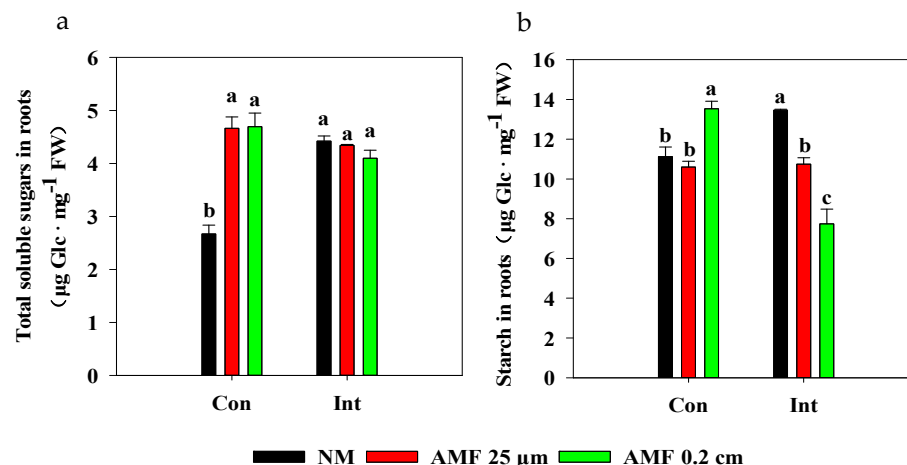 a
b
Total soluble sugars in roots
(μg Glc · mg-1 FW)
6
5
4
3
2
1
0
b
a
a
a
a
a
Con
Int
Starch in roots (μg Glc · mg-1 FW)
16
14
12
10
8
6
4
2
0
b
b
a
a
b
c
Con
Int
NM AMF 25 μm AMF 0.2 cm